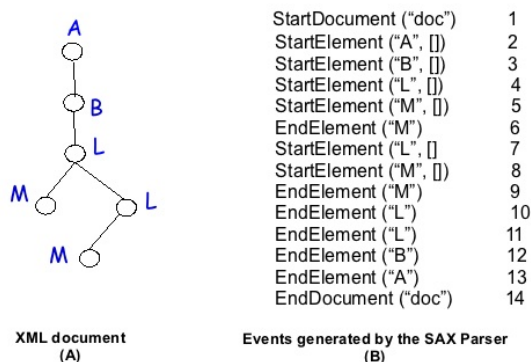 A
B
L
M
L
M
XML document
(A)
StartDocument (“doc”) 1
StartElement (“A”, []) 2
StartElement (“B”, []) 3
StartElement (“L”, []) 4
StartElement (“M”, []) 5
EndElement (“M”) 6
StartElement (“L”, [] 7
StartElement (“M”, []) 8
EndElement (“M”) 9
EndElement (“L”) 10
EndElement (“L”) 11
EndElement (“B”) 12
EndElement (“A”) 13
EndDocument (“doc”) 14
Events generated by the SAX Parser
(B)